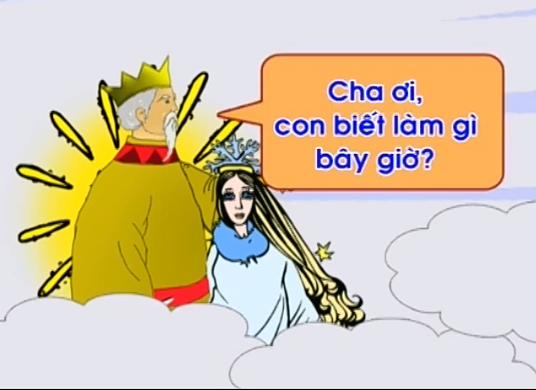 Cha ơi,
con biết làm gì
bây giờ?